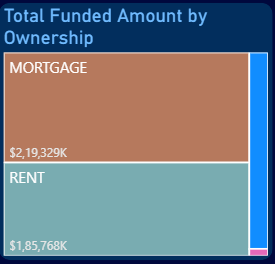 Total Funded Amount by
Ownership
MORTGAGE
$2,19,329K
RENT
$1,85,768K